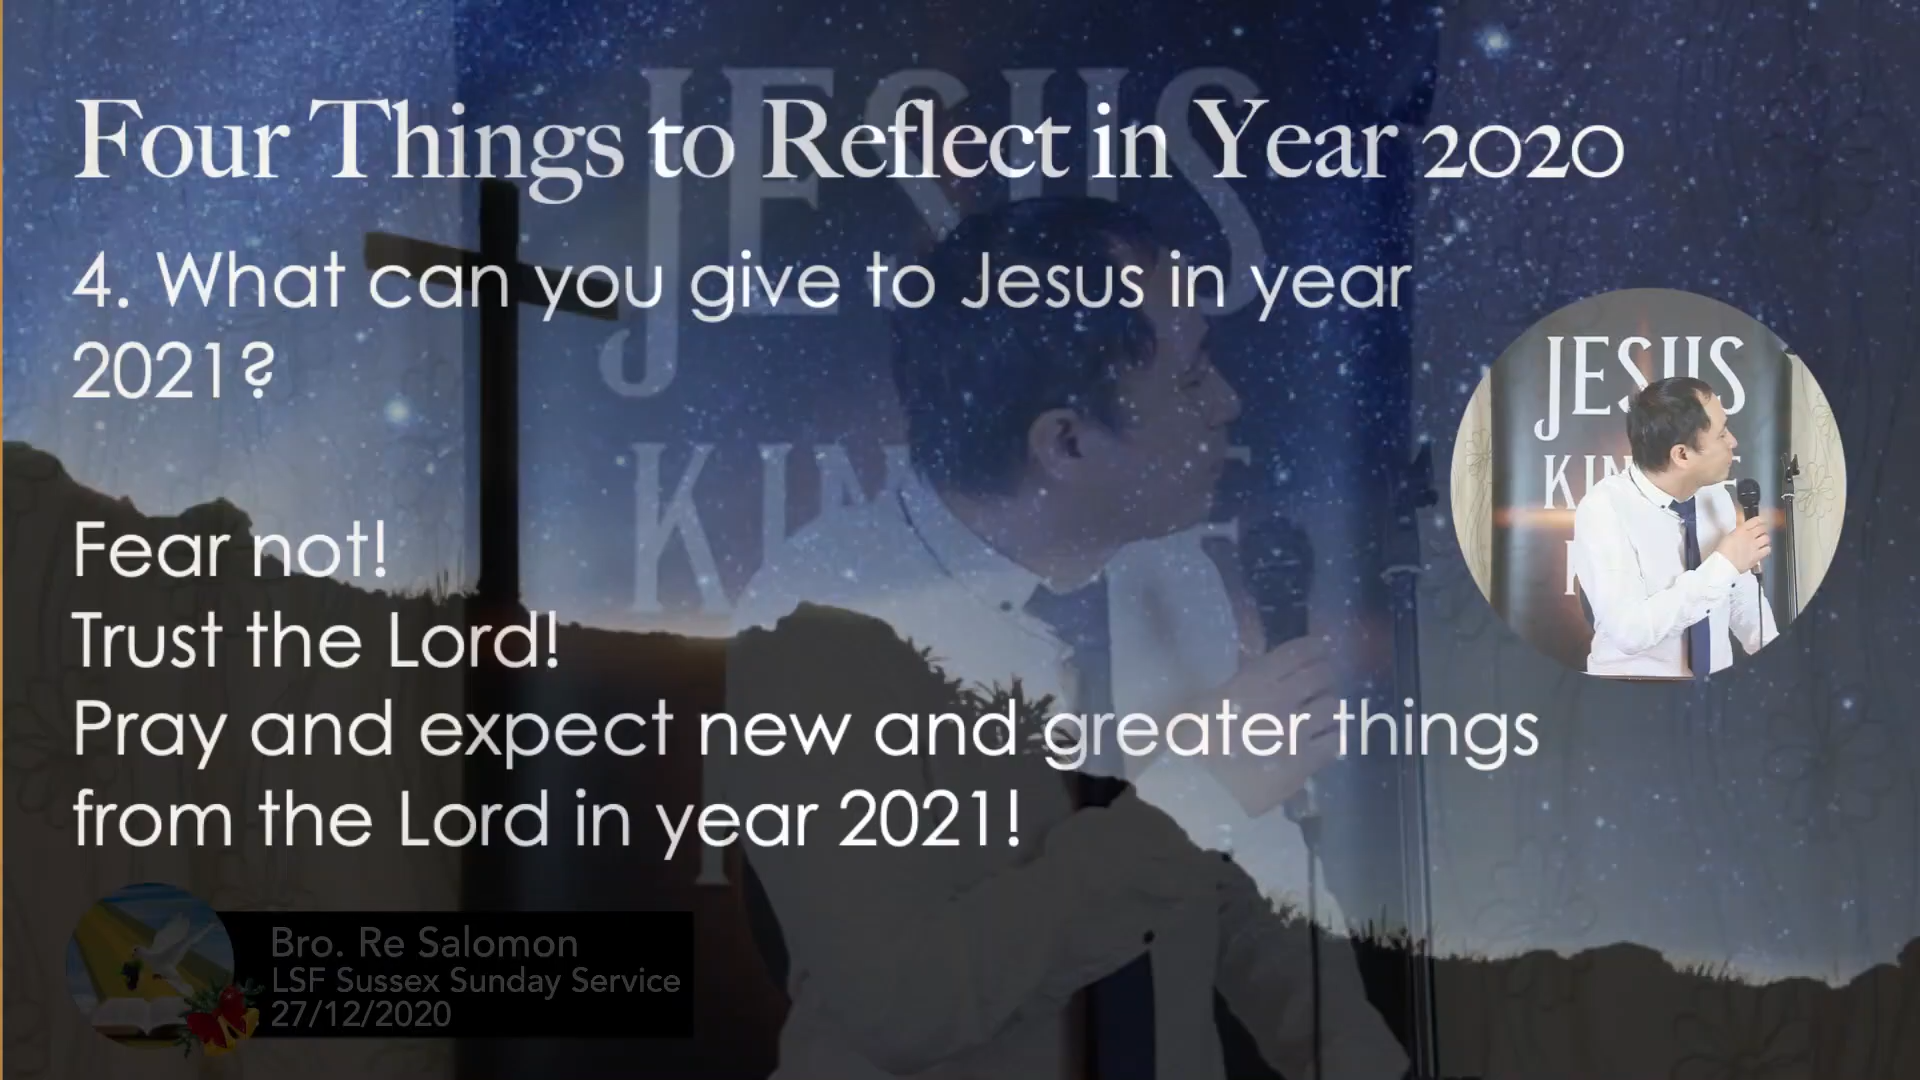 Four Things to Reflect in Year 2020
4. What can you give to Jesus in year
2021?
Fear not!
Trust the Lord!
Pray and expect new and greater things
from the Lord in year 2021!
JESUS
Bro. Re Salomon
LSF Sussex Sunday Service
27/12/2020